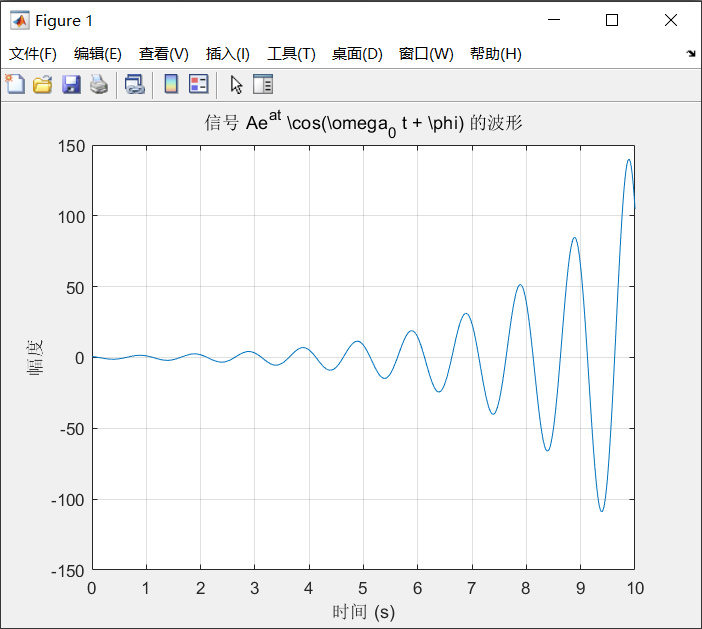 Figure 1
文件(F) 编辑(E) 查看(V) 插入(I) 工具(T) 桌面(D) 窗口(W) 帮助(H)
信号 Ae^at \cos(\omega_0 t + \phi) 的波形
150
100
50
0
-50
-100
-150
幅度
0 1 2 3 4 5 6 7 8 9 10
时间 (s)